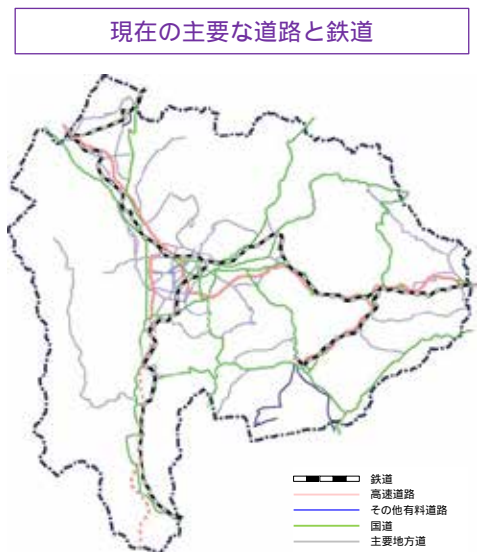 現在の主要な道路と鉄道
鉄道
高速道路
その他有料道路
国道
主要地方道